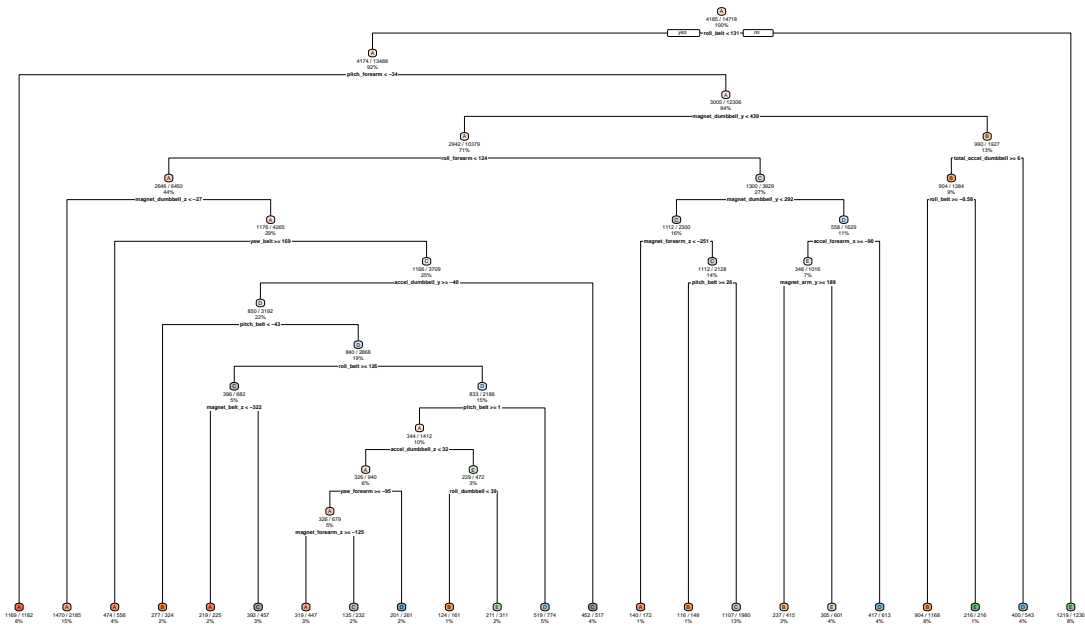 A
4185 / 14718
100%
yes roll_belt < 131 no
A
4174 / 13488
92%
pitch_forearm < −34
A
3005 / 12306
84%
magnet_dumbbell_y < 439
A
2942 / 10379
71%
B
990 / 1927
13%
roll_forearm < 124
total_accel_dumbbell >= 6
A
2646 / 6450
44%
C
1300 / 3929
27%
B
904 / 1384
9%
magnet_dumbbell_z < −27
magnet_dumbbell_y < 292
roll_belt >= −0.58
A
1176 / 4265
29%
C
1112 / 2300
16%
D
558 / 1629
11%
yaw_belt >= 169
magnet_forearm_z < −251
accel_forearm_x >= −90
C
1166 / 3709
25%
C
1112 / 2128
14%
E
348 / 1016
7%
accel_dumbbell_y >= −40
pitch_belt >= 26
magnet_arm_y >= 189
D
850 / 3192
22%
pitch_belt < −43
D
840 / 2868
19%
roll_belt >= 126
C
396 / 682
5%
D
833 / 2186
15%
magnet_belt_z < −322
pitch_belt >= 1
A
344 / 1412
10%
accel_dumbbell_z < 32
A
326 / 940
6%
E
229 / 472
3%
yaw_forearm >= −95
roll_dumbbell < 39
A
326 / 679
5%
magnet_forearm_z >= −125
A A A B A C A C D B E D C A B C B E D B E D E
1169 / 1182 1470 / 2185 474 / 556 277 / 324 219 / 225 393 / 457 319 / 447 135 / 232 201 / 261 124 / 161 211 / 311 519 / 774 452 / 517 140 / 172 116 / 148 1107 / 1980 237 / 415 305 / 601 417 / 613 904 / 1168 216 / 216 400 / 543 1219 / 1230
8% 15% 4% 2% 2% 3% 3% 2% 2% 1% 2% 5% 4% 1% 1% 13% 3% 4% 4% 8% 1% 4% 8%